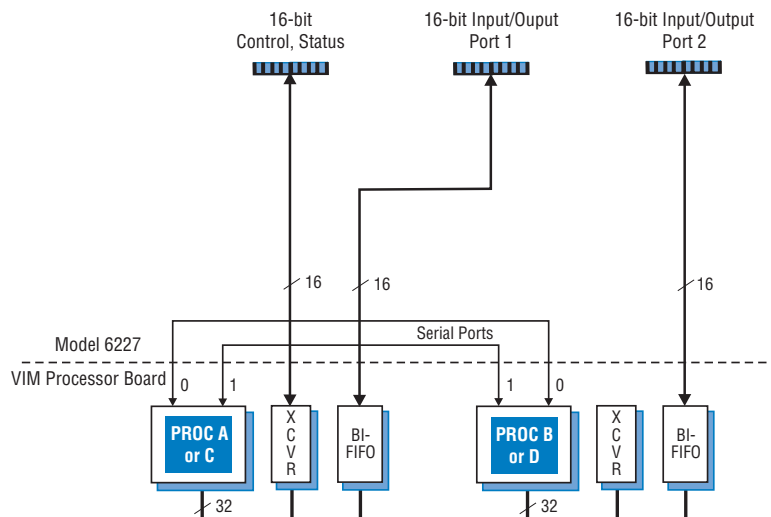 16-bit
Control, Status
16-bit Input/Ouput
Port 1
16-bit Input/Output
Port 2
16
16
16
Serial Ports
Model 6227
VIM Processor Board
0
1
1
0
PROC A
or C
X
C
V
R
BI-
FIFO
PROC B
or D
X
C
V
R
BI-
FIFO
32
32